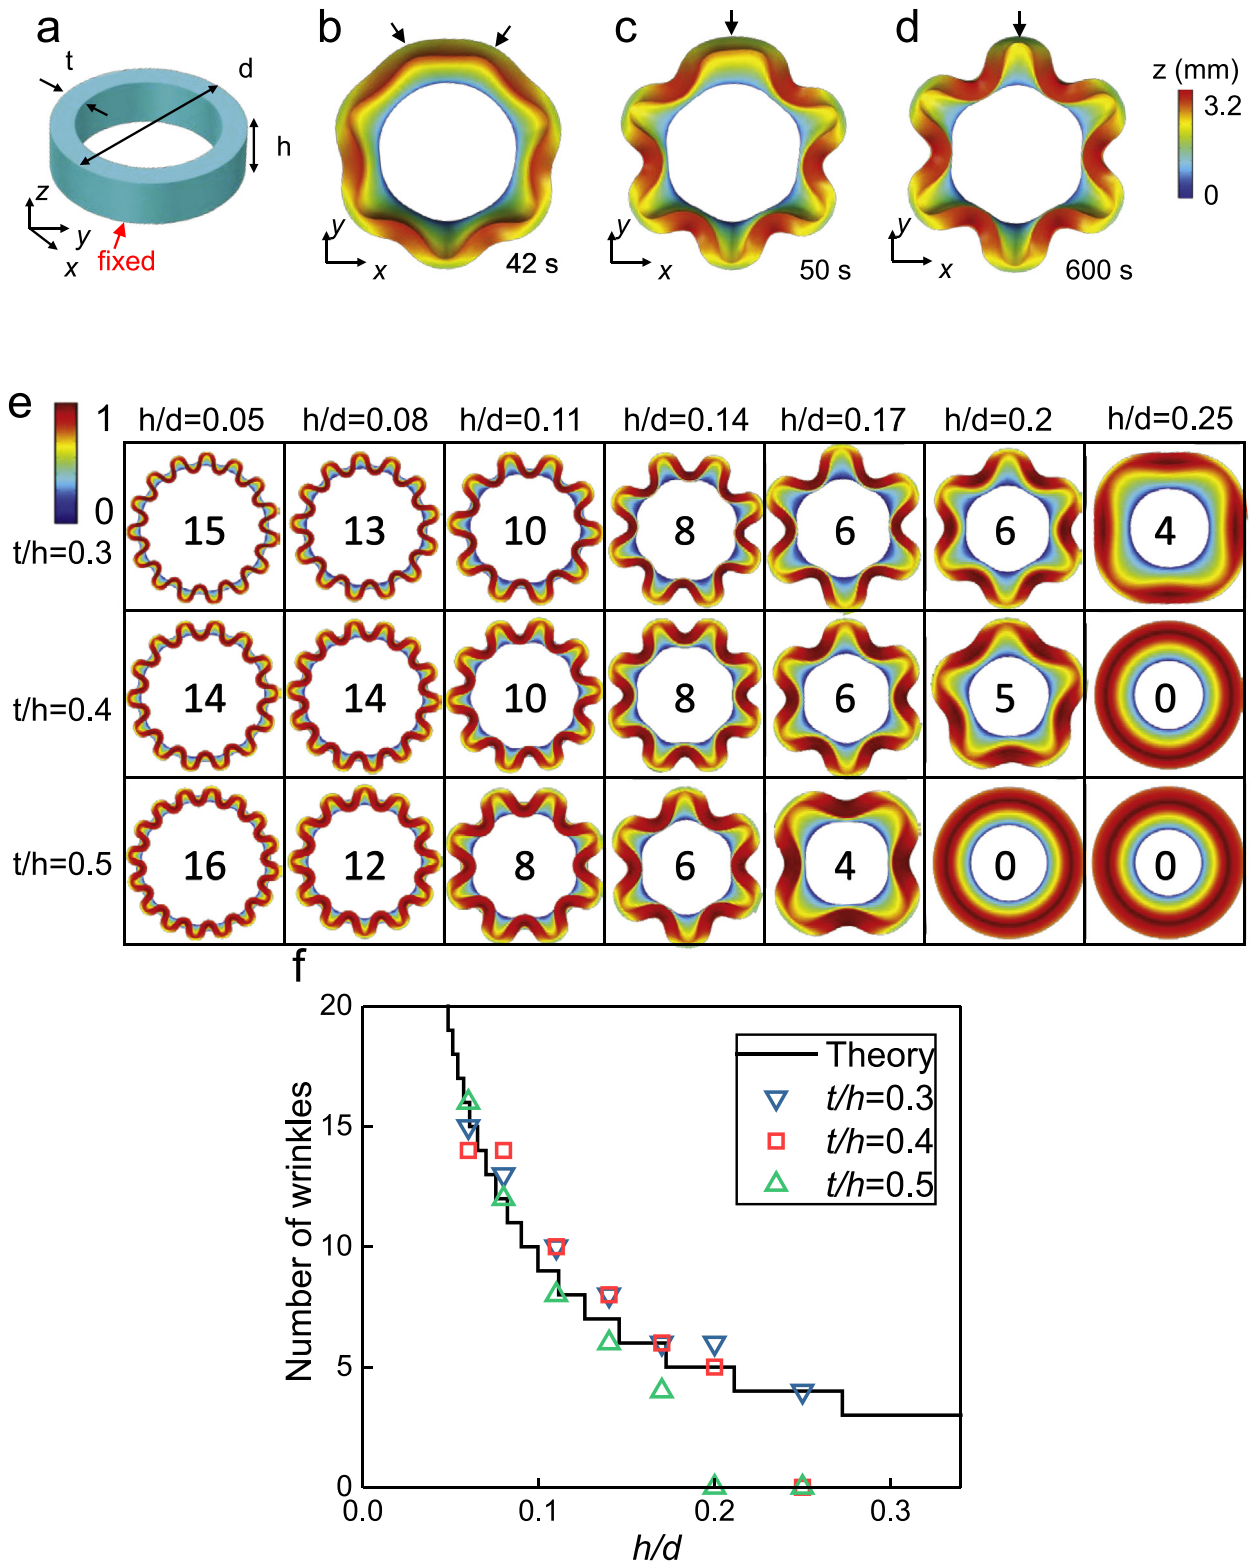 a
b
c
d
t
d
h
z
y
x
fixed
y
x
42 s
y
x
50 s
y
x
600 s
z (mm)
3.2
0
e
1
0
h/d=0.05 h/d=0.08 h/d=0.11 h/d=0.14 h/d=0.17 h/d=0.2 h/d=0.25
t/h=0.3 15 13 10 8 6 6 4
t/h=0.4 14 14 10 8 6 5 0
t/h=0.5 16 12 8 6 4 0 0
f
Number of wrinkles
20
15
10
5
0
Theory
t/h=0.3
t/h=0.4
t/h=0.5
0.0 0.1 0.2 0.3
h/d